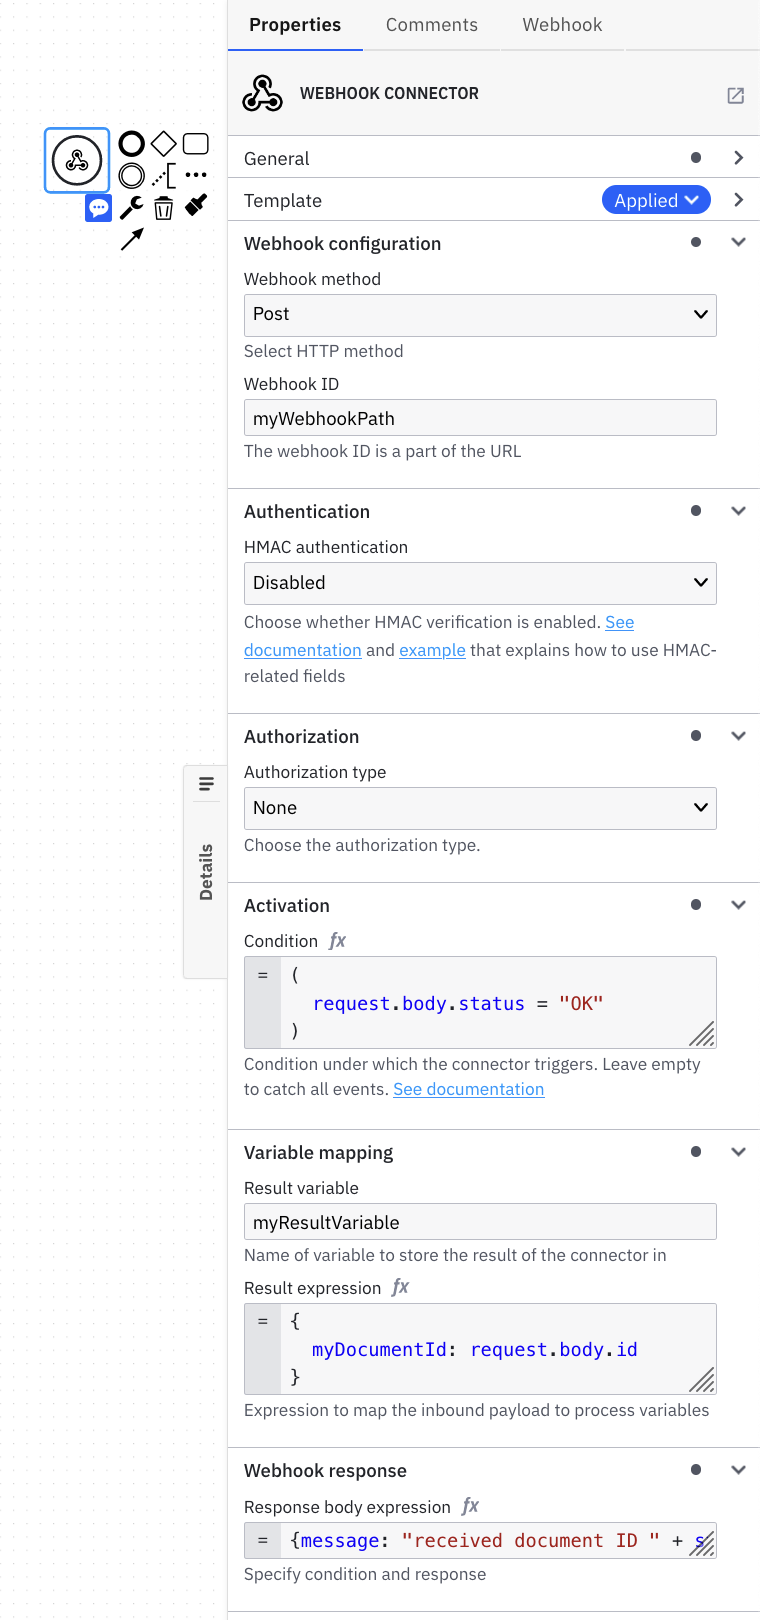 Properties
Comments
Webhook
WEBHOOK CONNECTOR
General
Template
Applied
Webhook configuration
Webhook method
Post
Select HTTP method
Webhook ID
myWebhookPath
The webhook ID is a part of the URL
Authentication
HMAC authentication
Disabled
Choose whether HMAC verification is enabled. See
documentation and example that explains how to use HMAC-
related fields
Authorization
Authorization type
None
Choose the authorization type.
Details
Activation
Condition fx
= (
request.body.status = "OK"
)
Condition under which the connector triggers. Leave empty
to catch all events. See documentation
Variable mapping
Result variable
myResultVariable
Name of variable to store the result of the connector in
Result expression fx
= {
myDocumentId: request.body.id
}
Expression to map the inbound payload to process variables
Webhook response
Response body expression fx
= {message: "received document ID " + s
Specify condition and response